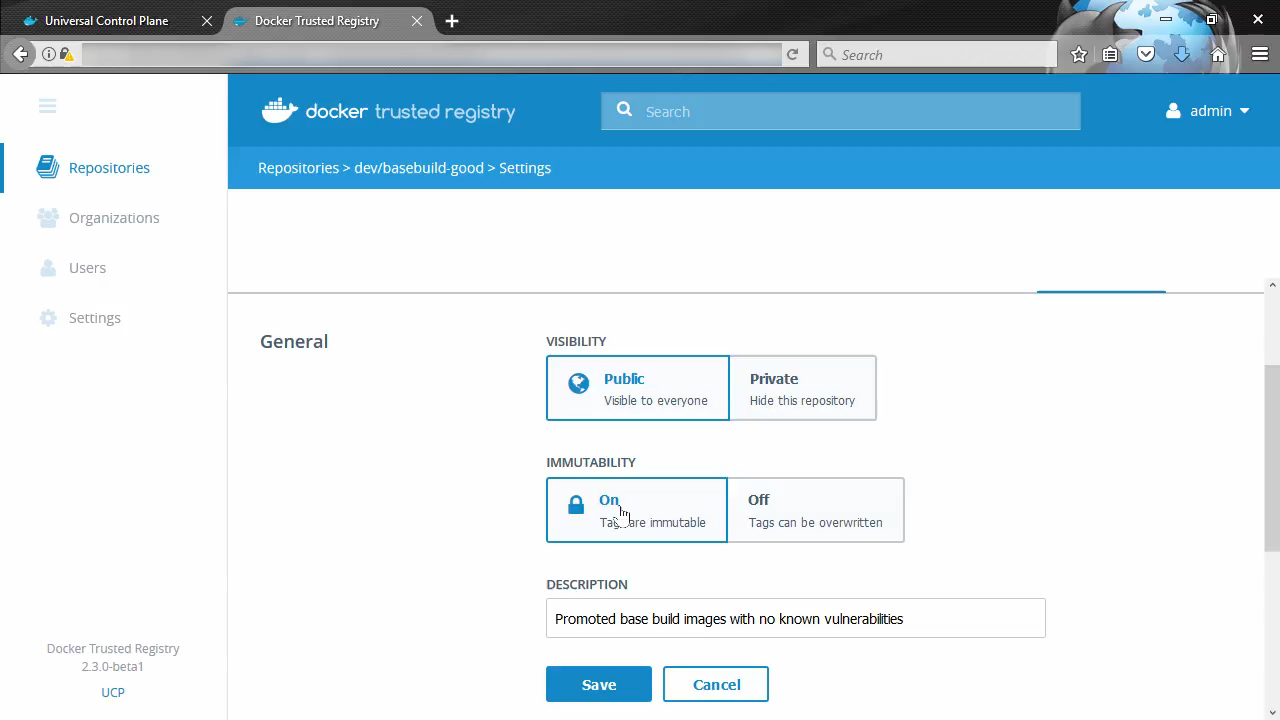 Universal Control Plane
Docker Trusted Registry
Search
docker trusted registry
Search
admin
Repositories > dev/basebuild-good > Settings
Repositories
Organizations
Users
Settings
General
VISIBILITY
Public
Visible to everyone
Private
Hide this repository
IMMUTABILITY
On
Tags are immutable
Off
Tags can be overwritten
DESCRIPTION
Promoted base build images with no known vulnerabilities
Save
Cancel
Docker Trusted Registry
2.3.0-beta1
UCP